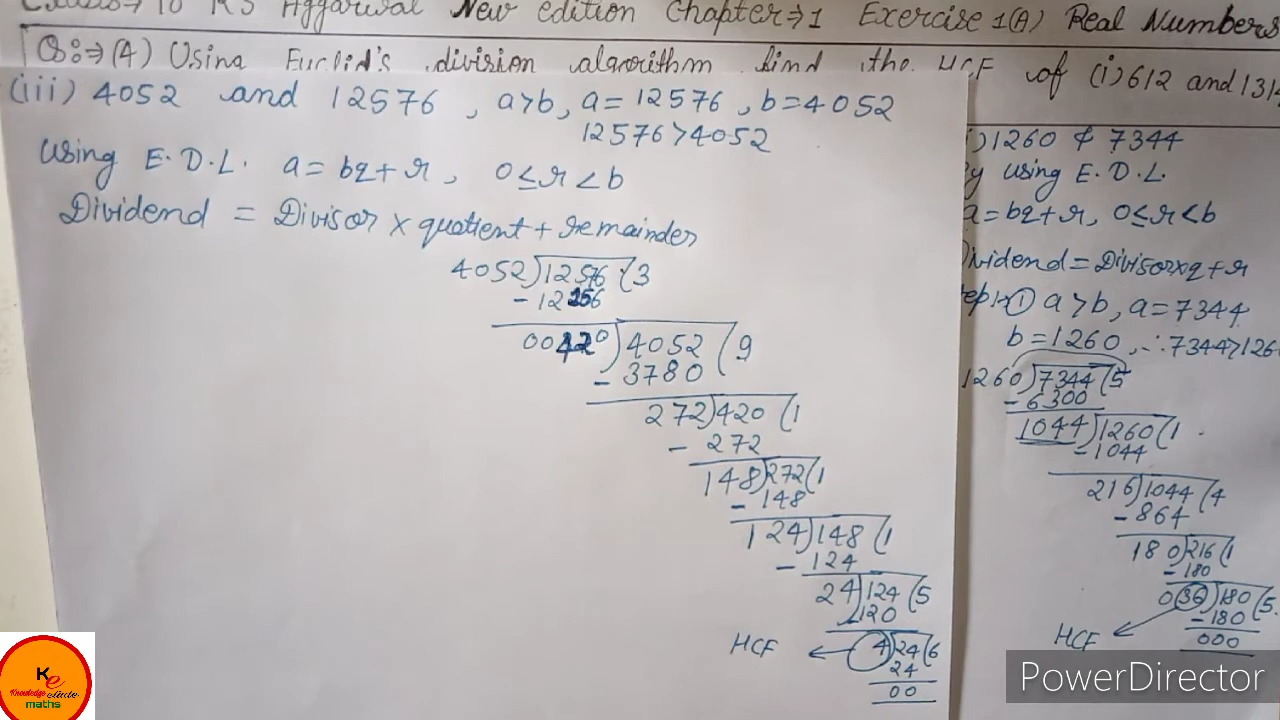 Class⇒10 RS Aggarwal New edition Chapter⇒1 Exercise 1(A) Real Numbers
Q:⇒(4) Using Euclid's division algorithm find the HCF of (i) 612 and 1314
(iii) 4052 and 12576 , a>b, a=12576 , b=4052
12576>4052
Using E.D.L. a=bq+r , 0≤r<b
Dividend = Divisor × quotient + remainder
4052)12576(3
-12156
00420)4052(9
-3780
272)420(1
-272
148)272(1
-148
124)148(1
-124
24)124(5
-120
HCF ← 4)24(6
24
00
) 1260 & 7344
By using E.D.L.
a=bq+r, 0≤r<b
Dividend=Divisor×q+r
Step1:① a>b, a=7344
b=1260, ∴7344>126
1260)7344(5
-6300
1044)1260(1
-1044
216)1044(4
-864
180)216(1
-180
036)180(5
-180
HCF ← 000
Ke
Knowledge educate
maths
PowerDirector